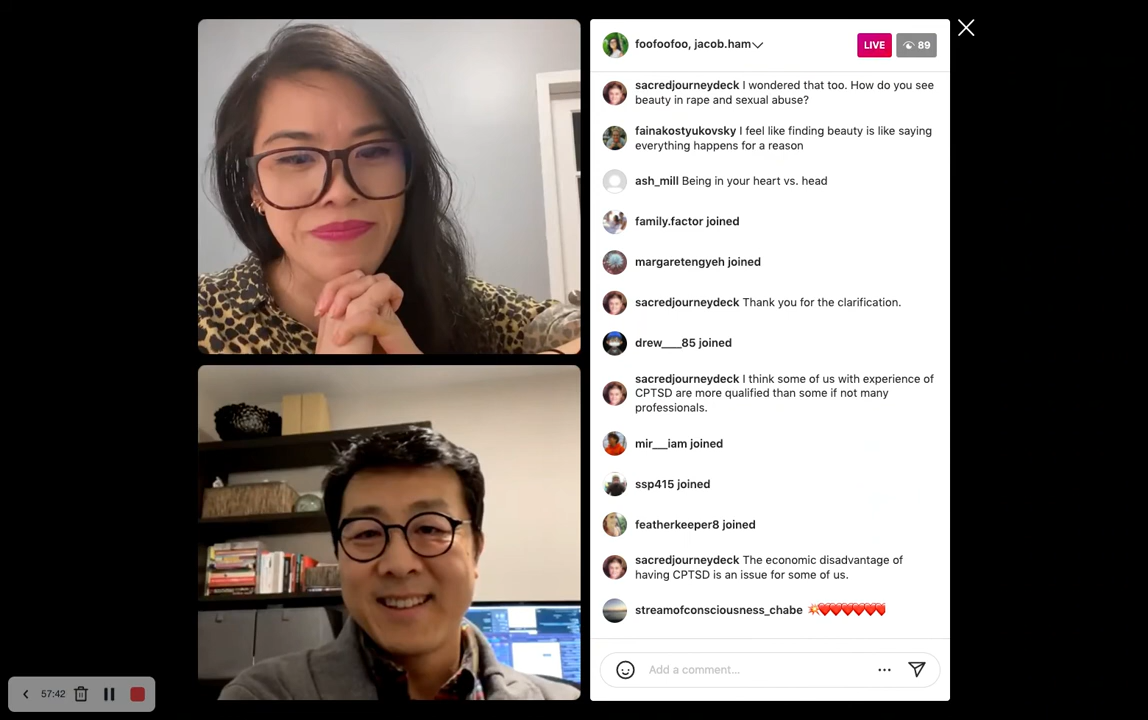 foofoofoo, jacob.ham
LIVE
89
sacredjourneydeck I wondered that too. How do you see
beauty in rape and sexual abuse?
fainakostyukovsky I feel like finding beauty is like saying
everything happens for a reason
ash_mill Being in your heart vs. head
family.factor joined
margaretengyeh joined
sacredjourneydeck Thank you for the clarification.
drew___85 joined
sacredjourneydeck I think some of us with experience of
CPTSD are more qualified than some if not many
professionals.
mir___iam joined
ssp415 joined
featherkeeper8 joined
sacredjourneydeck The economic disadvantage of
having CPTSD is an issue for some of us.
streamofconsciousness_chabe 💥❤️❤️❤️❤️❤️❤️
Add a comment...
57:42